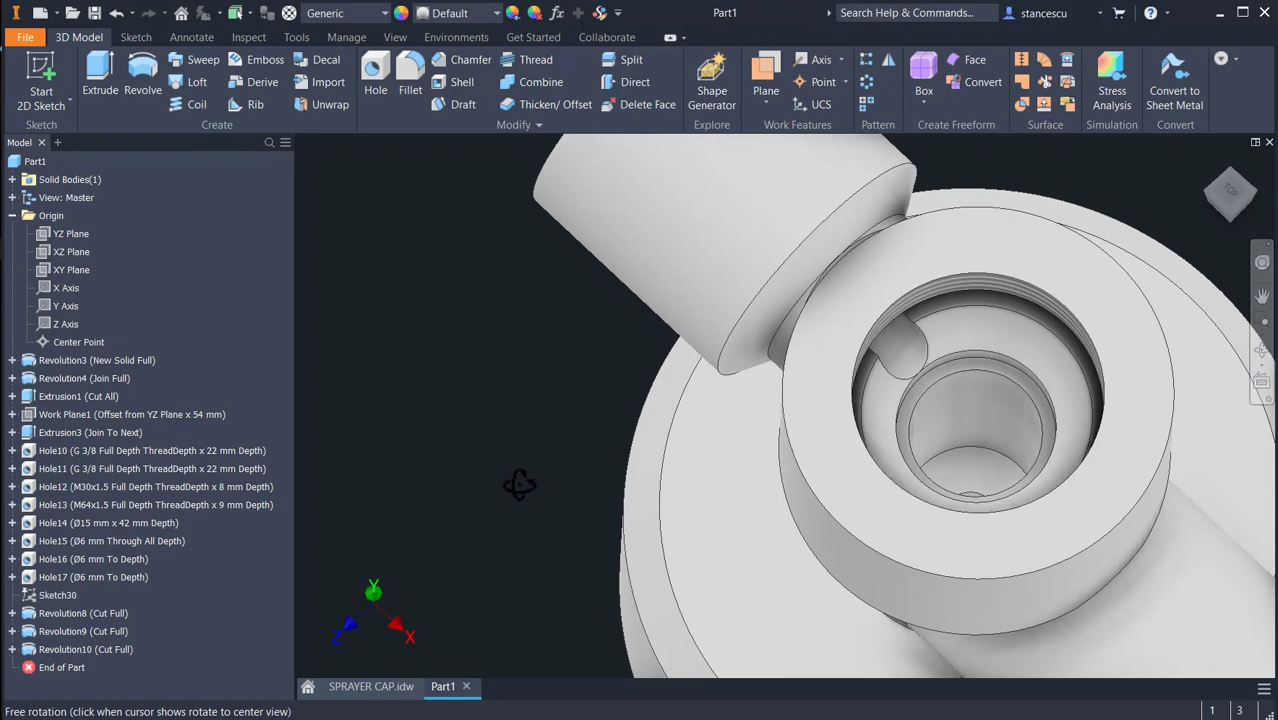 Generic
Default
Part1
Search Help & Commands...
stancescu
File
3D Model
Sketch
Annotate
Inspect
Tools
Manage
View
Environments
Get Started
Collaborate
Start
2D Sketch
Extrude
Revolve
Sweep
Loft
Coil
Emboss
Derive
Rib
Decal
Import
Unwrap
Hole
Fillet
Chamfer
Shell
Draft
Thread
Combine
Thicken/ Offset
Split
Direct
Delete Face
Shape
Generator
Plane
Axis
Point
UCS
Box
Face
Convert
Stress
Analysis
Convert to
Sheet Metal
Sketch
Create
Modify
Explore
Work Features
Pattern
Create Freeform
Surface
Simulation
Convert
Model
Part1
Solid Bodies(1)
View: Master
Origin
YZ Plane
XZ Plane
XY Plane
X Axis
Y Axis
Z Axis
Center Point
Revolution3 (New Solid Full)
Revolution4 (Join Full)
Extrusion1 (Cut All)
Work Plane1 (Offset from YZ Plane x 54 mm)
Extrusion3 (Join To Next)
Hole10 (G 3/8 Full Depth ThreadDepth x 22 mm Depth)
Hole11 (G 3/8 Full Depth ThreadDepth x 22 mm Depth)
Hole12 (M30x1.5 Full Depth ThreadDepth x 8 mm Depth)
Hole13 (M64x1.5 Full Depth ThreadDepth x 9 mm Depth)
Hole14 (Ø15 mm x 42 mm Depth)
Hole15 (Ø6 mm Through All Depth)
Hole16 (Ø6 mm To Depth)
Hole17 (Ø6 mm To Depth)
Sketch30
Revolution8 (Cut Full)
Revolution9 (Cut Full)
Revolution10 (Cut Full)
End of Part
TOP
Y
Z
X
SPRAYER CAP.idw
Part1
Free rotation (click when cursor shows rotate to center view)
1
3